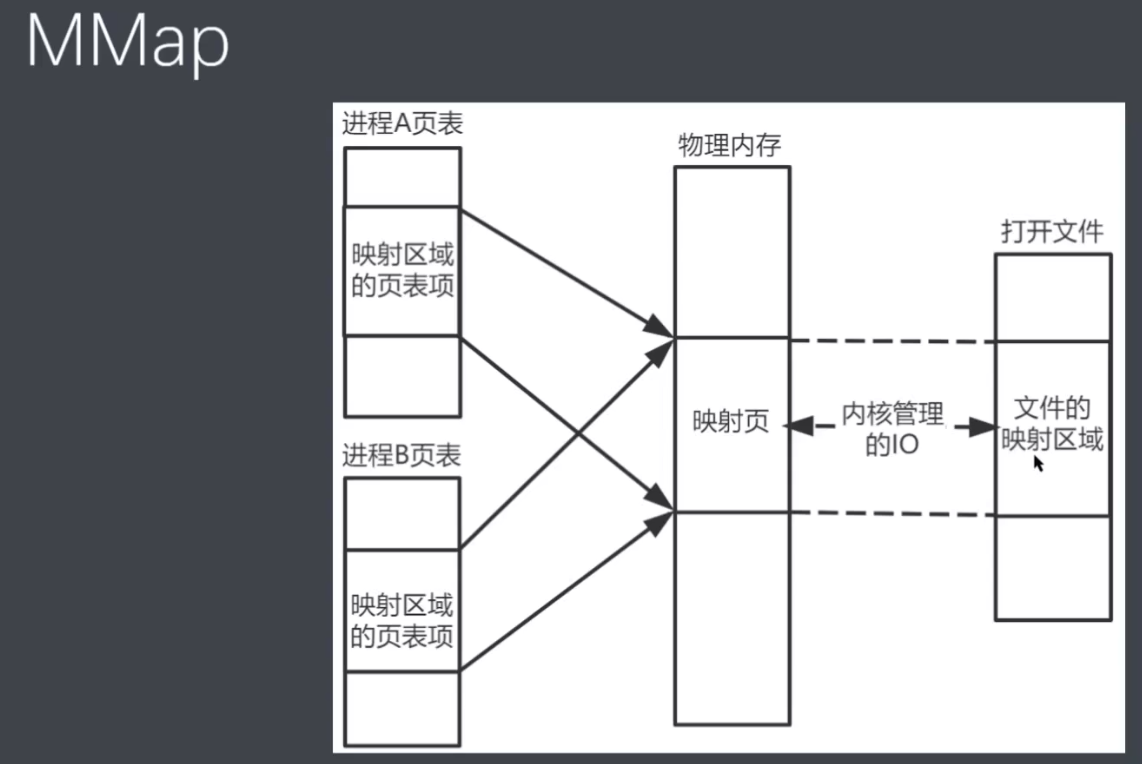 MMap
进程A页表
映射区域
的页表项
进程B页表
映射区域
的页表项
物理内存
映射页
内核管理
的IO
打开文件
文件的
映射区域